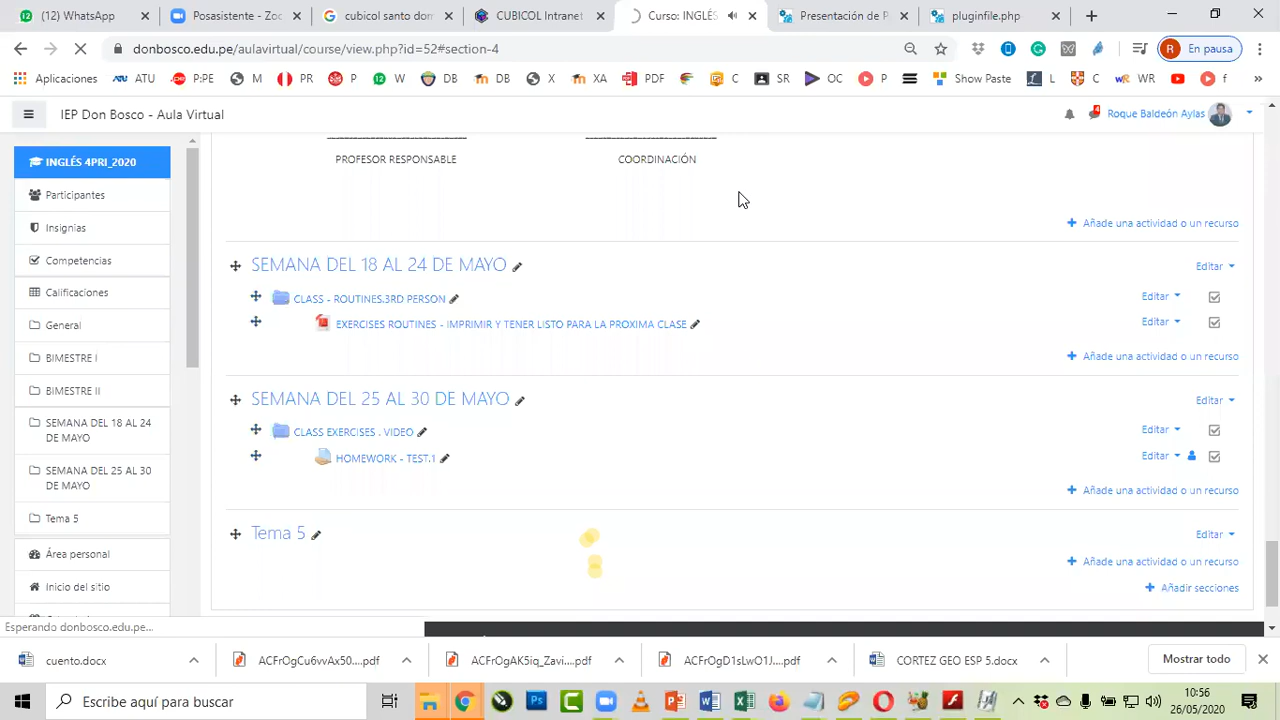 WhatsApp
Posasistente - Zoo
cubicol santo dom
CUBICOL Intranet
Curso: INGLÉS
Presentación de P
pluginfile.php
donbosco.edu.pe/aulavirtual/course/view.php?id=52#section-4
R En pausa
Aplicaciones
ATU
P:PE
M
PR
P
W
DB
DB
X
XA
PDF
C
SR
OC
f
Show Paste
L
C
WR
f
IEP Don Bosco - Aula Virtual
Roque Baldeón Aylas
INGLÉS 4PRI_2020
Participantes
Insignias
Competencias
Calificaciones
General
BIMESTRE I
BIMESTRE II
SEMANA DEL 18 AL 24
DE MAYO
SEMANA DEL 25 AL 30
DE MAYO
Tema 5
Área personal
Inicio del sitio
PROFESOR RESPONSABLE
COORDINACIÓN
Añade una actividad o un recurso
SEMANA DEL 18 AL 24 DE MAYO
Editar
CLASS - ROUTINES.3RD PERSON
Editar
EXERCISES ROUTINES - IMPRIMIR Y TENER LISTO PARA LA PROXIMA CLASE
Editar
Añade una actividad o un recurso
SEMANA DEL 25 AL 30 DE MAYO
Editar
CLASS EXERCISES . VIDEO
Editar
HOMEWORK - TEST.1
Editar
Añade una actividad o un recurso
Tema 5
Editar
Añade una actividad o un recurso
Añadir secciones
Esperando donbosco.edu.pe...
cuento.docx
ACFrOgCu6vvAx50....pdf
ACFrOgAK5iq_Zavi....pdf
ACFrOgD1sLwO1J....pdf
CORTEZ GEO ESP 5.docx
Mostrar todo
Escribe aquí para buscar
10:56
26/05/2020